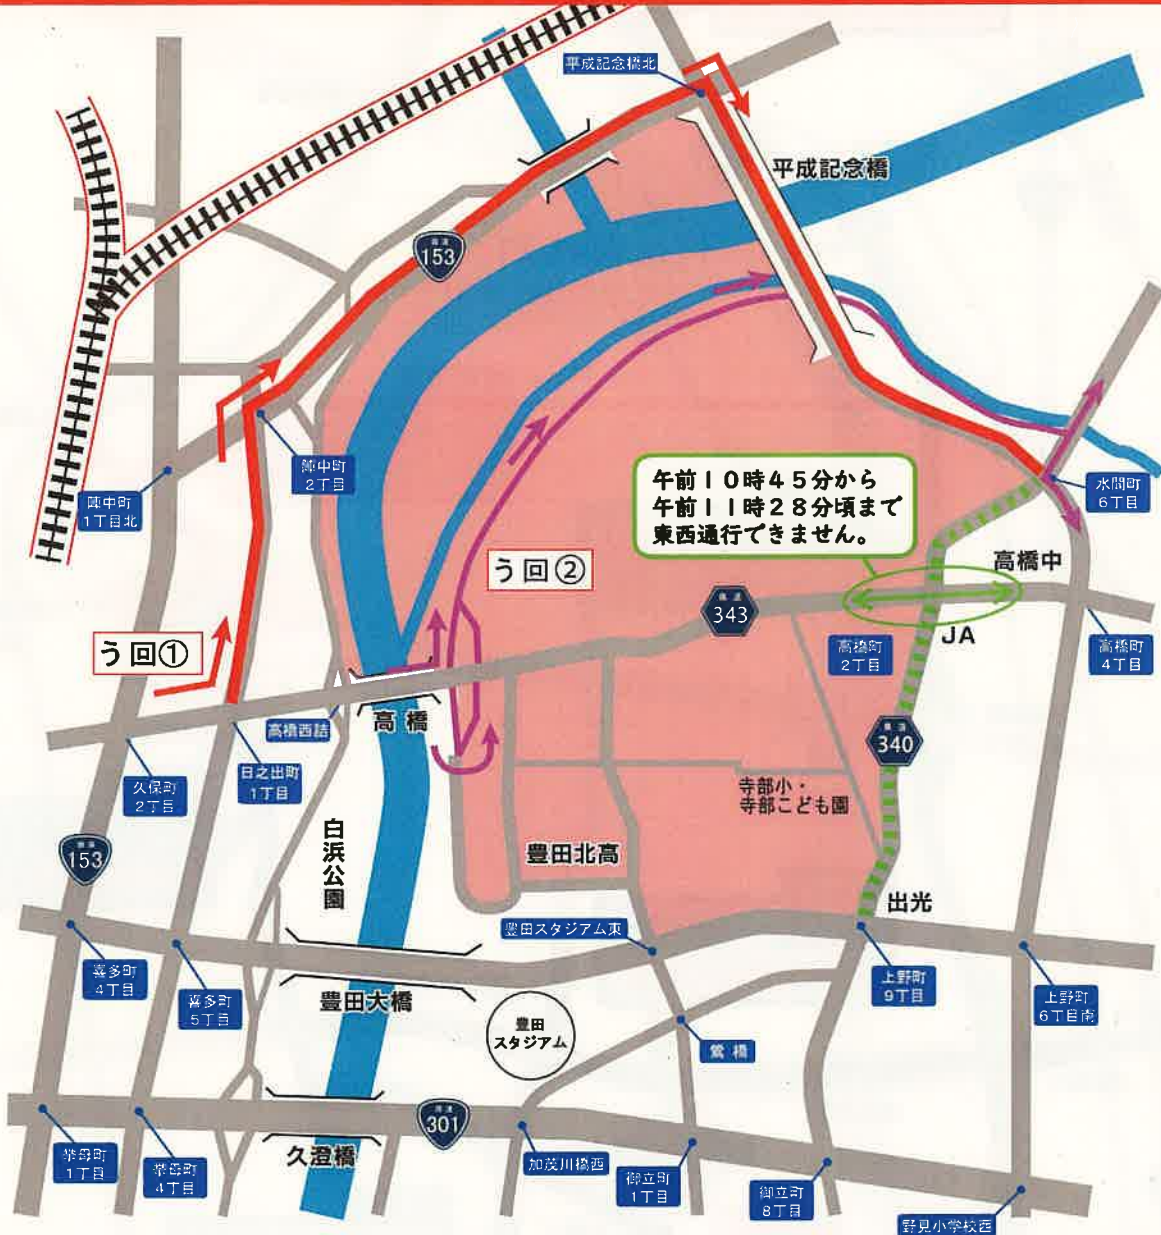 平成記念橋北
平成記念橋
国道
153
陣中町
2丁目
陣中町
1丁目北
午前10時45分から
午前11時28分頃まで
東西通行できません。
水間町
6丁目
う回②
高橋中
343
JA
高橋町
2丁目
高橋町
4丁目
う回①
高橋
高橋西詰
340
日之出町
1丁目
久保町
2丁目
寺部小・
寺部こども園
白浜公園
国道
153
豊田北高
出光
豊田スタジアム東
喜多町
4丁目
喜多町
5丁目
上野町
9丁目
上野町
6丁目南
豊田大橋
豊田
スタジアム
鶯橋
国道
301
久澄橋
挙母町
1丁目
挙母町
4丁目
加茂川橋西
御立町
1丁目
御立町
8丁目
野見小学校西